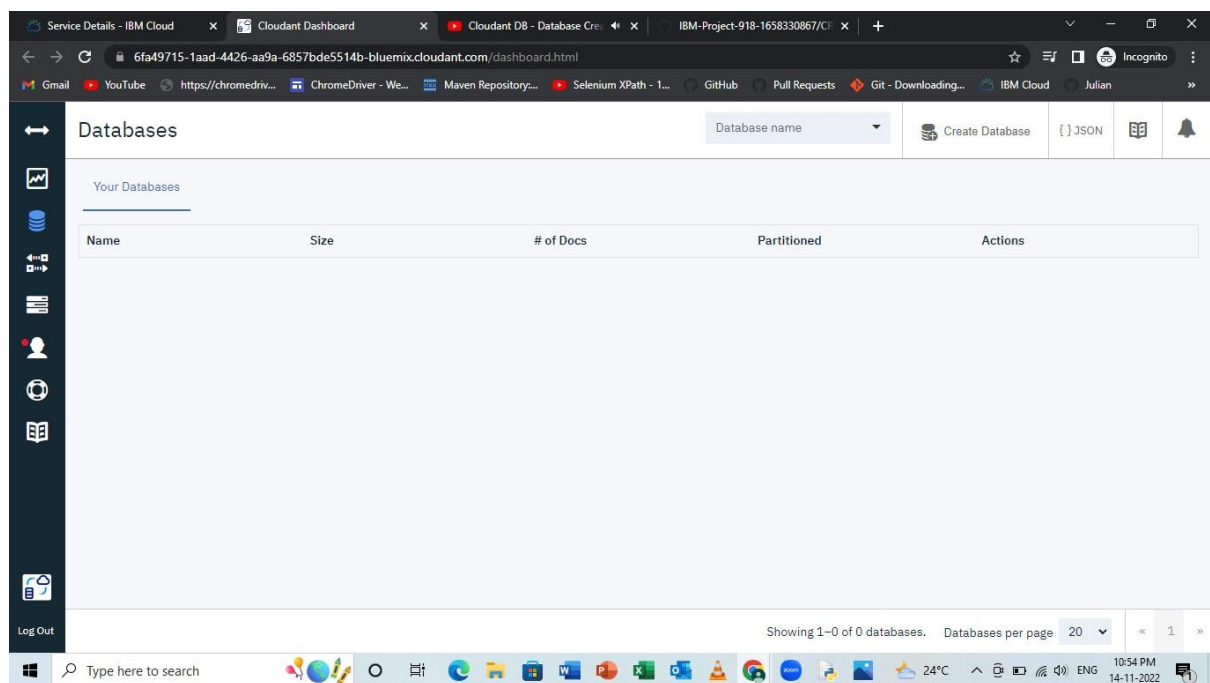 Service Details - IBM Cloud
Cloudant Dashboard
Cloudant DB - Database Cre
IBM-Project-918-1658330867/CF
6fa49715-1aad-4426-aa9a-6857bde5514b-bluemix.cloudant.com/dashboard.html
Incognito
Gmail YouTube https://chromedriv... ChromeDriver - We... Maven Repository:... Selenium XPath - 1... GitHub Pull Requests Git - Downloading... IBM Cloud Julian »
Databases
Database name
Create Database
{ } JSON
Your Databases
Name Size # of Docs Partitioned Actions
Log Out
Showing 1–0 of 0 databases. Databases per page 20 « 1 »
Type here to search
24°C ENG
10:54 PM
14-11-2022